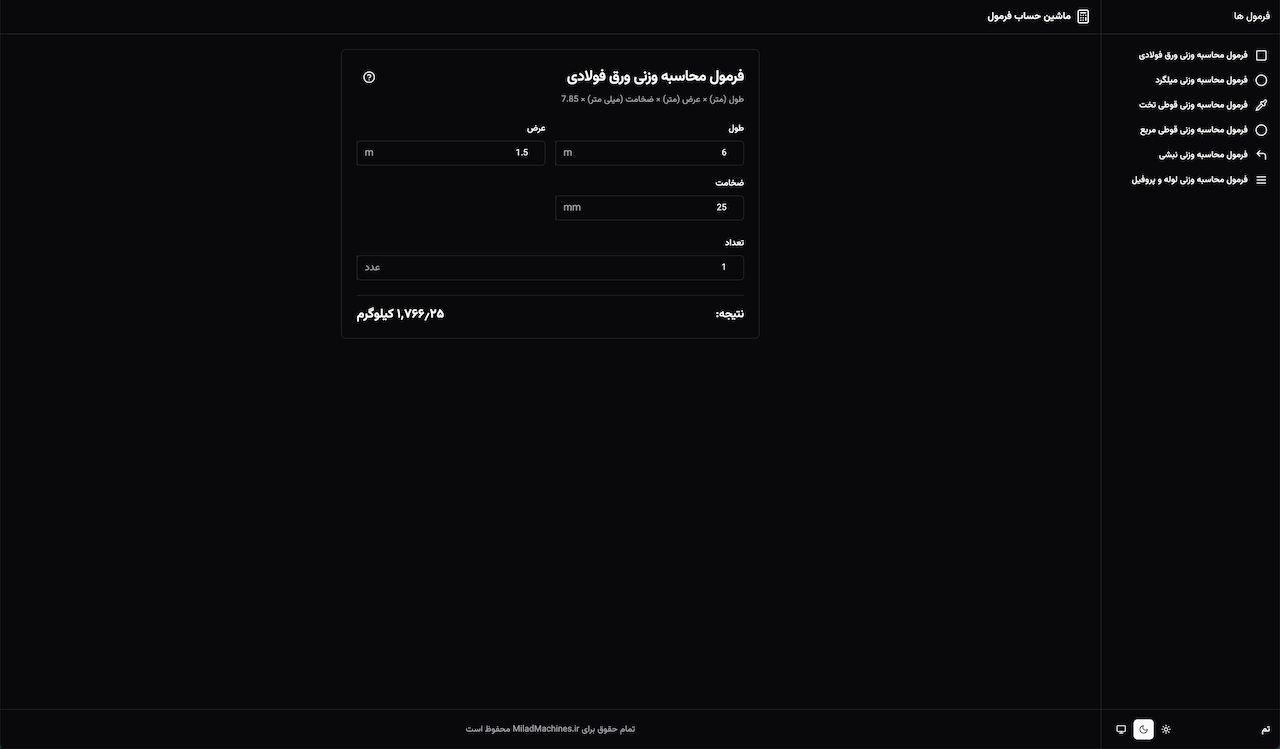 فرمول ها
ماشین حساب فرمول
فرمول محاسبه وزنی ورق فولادی
فرمول محاسبه وزنی میلگرد
فرمول محاسبه وزنی قوطی تخت
فرمول محاسبه وزنی قوطی مربع
فرمول محاسبه وزنی نبشی
فرمول محاسبه وزنی لوله و پروفیل
فرمول محاسبه وزنی ورق فولادی
طول (متر) × عرض (متر) × ضخامت (میلی متر) × 7.85
طول عرض
6 m 1.5 m
ضخامت
25 mm
تعداد
1 عدد
نتیجه: ۱٬۷۶۶٫۲۵ کیلوگرم
تم
تمام حقوق برای MiladMachines.ir محفوظ است